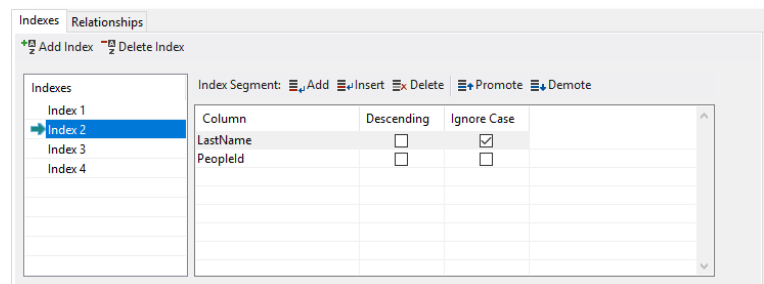 Indexes Relationships
Add Index Delete Index
Indexes
Index 1
Index 2
Index 3
Index 4
Index Segment: Add Insert Delete Promote Demote
Column Descending Ignore Case
LastName
PeopleId